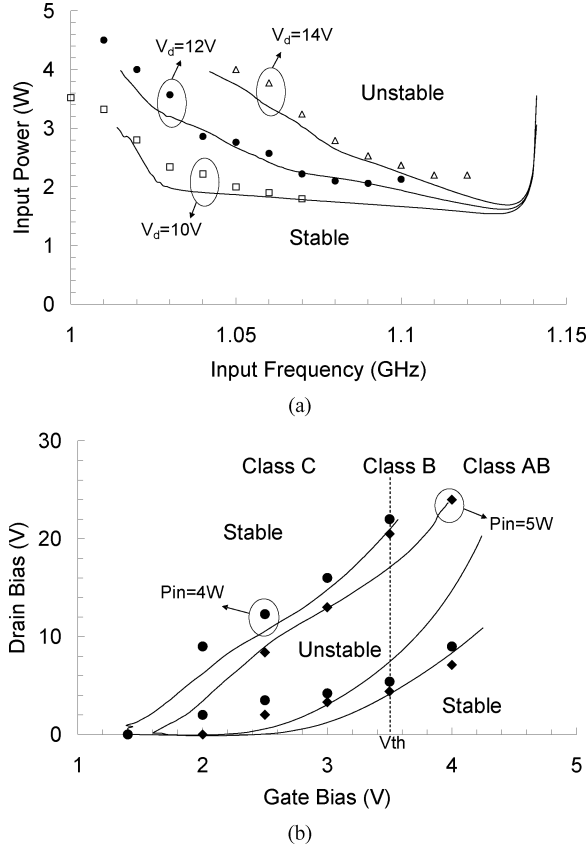 5
4
3
2
1
0
Input Power (W)
Vd=12V
Vd=14V
Unstable
Vd=10V
Stable
1
1.05
1.1
1.15
Input Frequency (GHz)
(a)
30
20
10
0
Drain Bias (V)
Class C
Class B
Class AB
Stable
Pin=5W
Pin=4W
Unstable
Stable
Vth
1
2
3
4
5
Gate Bias (V)
(b)